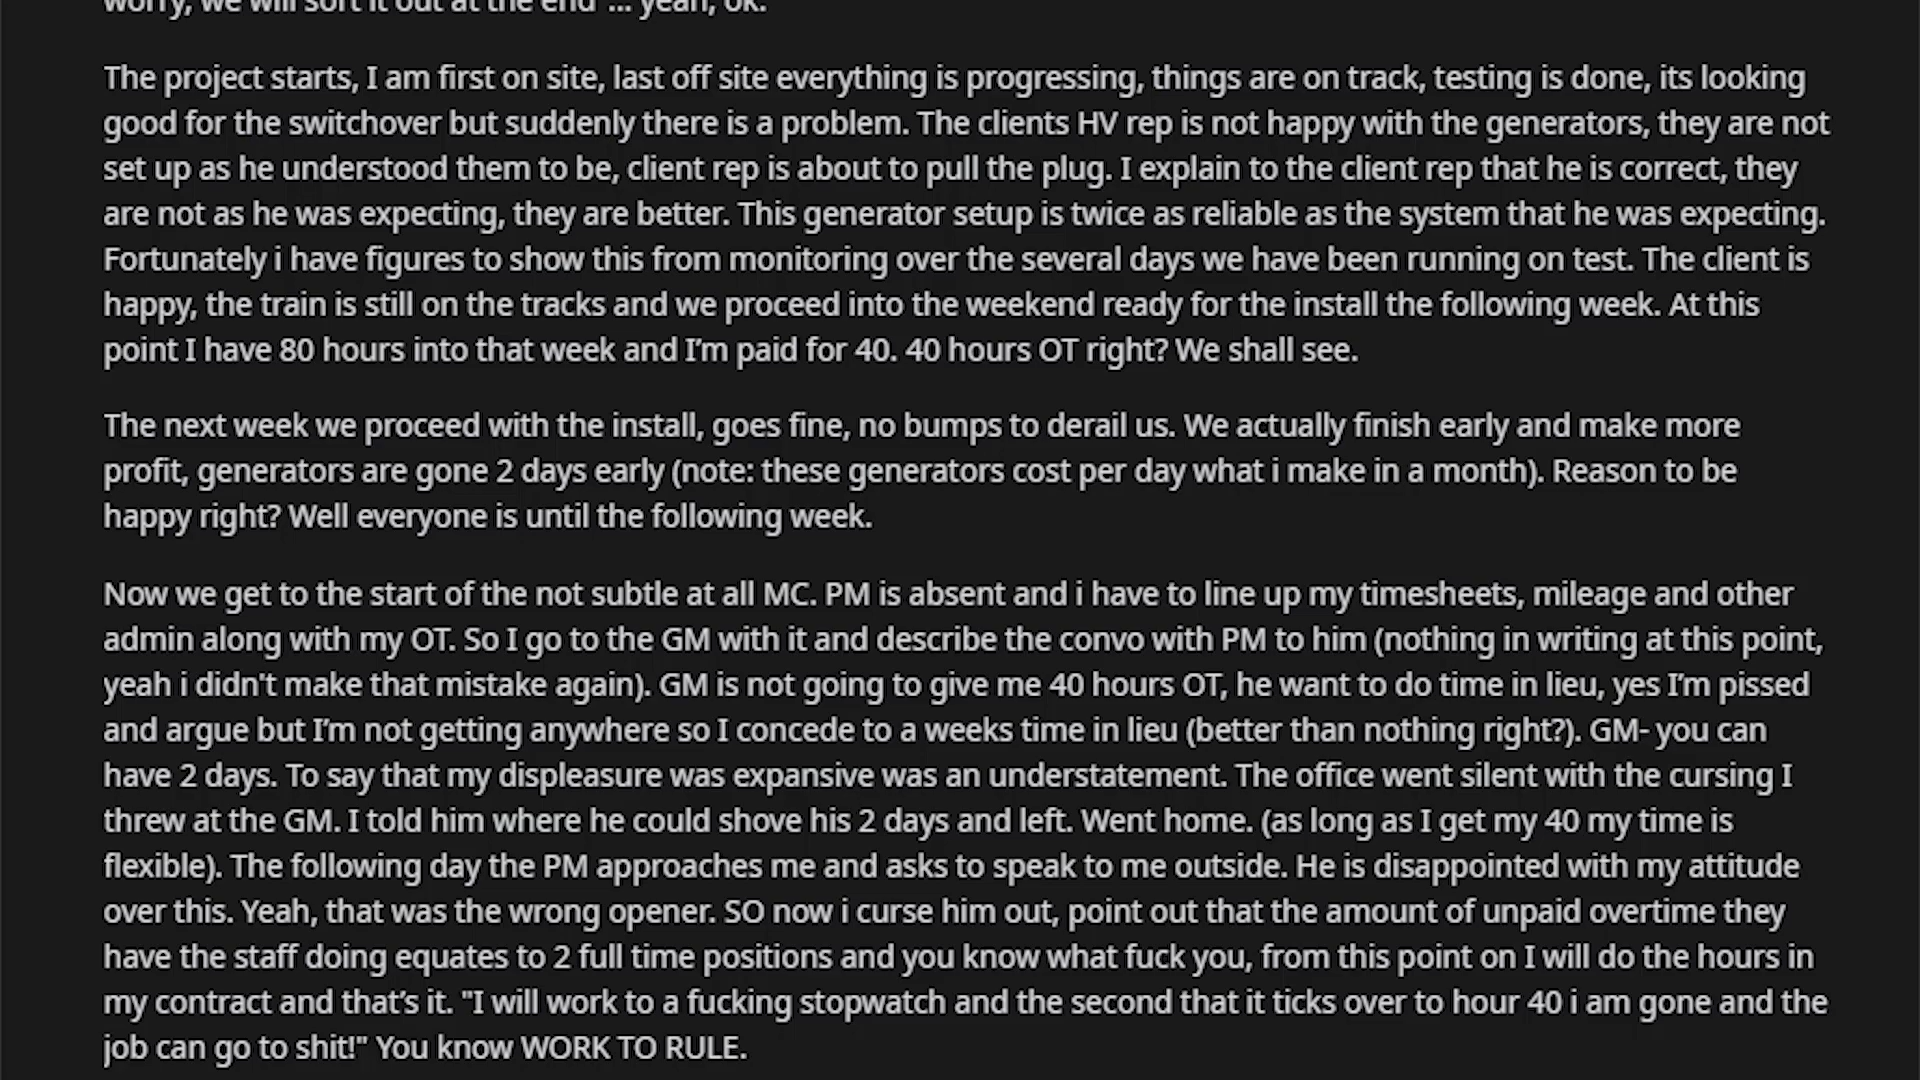 worry, we will sort it out at the end"... yeah, ok.
The project starts, I am first on site, last off site everything is progressing, things are on track, testing is done, its looking
good for the switchover but suddenly there is a problem. The clients HV rep is not happy with the generators, they are not
set up as he understood them to be, client rep is about to pull the plug. I explain to the client rep that he is correct, they
are not as he was expecting, they are better. This generator setup is twice as reliable as the system that he was expecting.
Fortunately i have figures to show this from monitoring over the several days we have been running on test. The client is
happy, the train is still on the tracks and we proceed into the weekend ready for the install the following week. At this
point I have 80 hours into that week and I’m paid for 40. 40 hours OT right? We shall see.
The next week we proceed with the install, goes fine, no bumps to derail us. We actually finish early and make more
profit, generators are gone 2 days early (note: these generators cost per day what i make in a month). Reason to be
happy right? Well everyone is until the following week.
Now we get to the start of the not subtle at all MC. PM is absent and i have to line up my timesheets, mileage and other
admin along with my OT. So I go to the GM with it and describe the convo with PM to him (nothing in writing at this point,
yeah i didn't make that mistake again). GM is not going to give me 40 hours OT, he want to do time in lieu, yes I’m pissed
and argue but I’m not getting anywhere so I concede to a weeks time in lieu (better than nothing right?). GM- you can
have 2 days. To say that my displeasure was expansive was an understatement. The office went silent with the cursing I
threw at the GM. I told him where he could shove his 2 days and left. Went home. (as long as I get my 40 my time is
flexible). The following day the PM approaches me and asks to speak to me outside. He is disappointed with my attitude
over this. Yeah, that was the wrong opener. SO now i curse him out, point out that the amount of unpaid overtime they
have the staff doing equates to 2 full time positions and you know what fuck you, from this point on I will do the hours in
my contract and that’s it. "I will work to a fucking stopwatch and the second that it ticks over to hour 40 i am gone and the
job can go to shit!" You know WORK TO RULE.